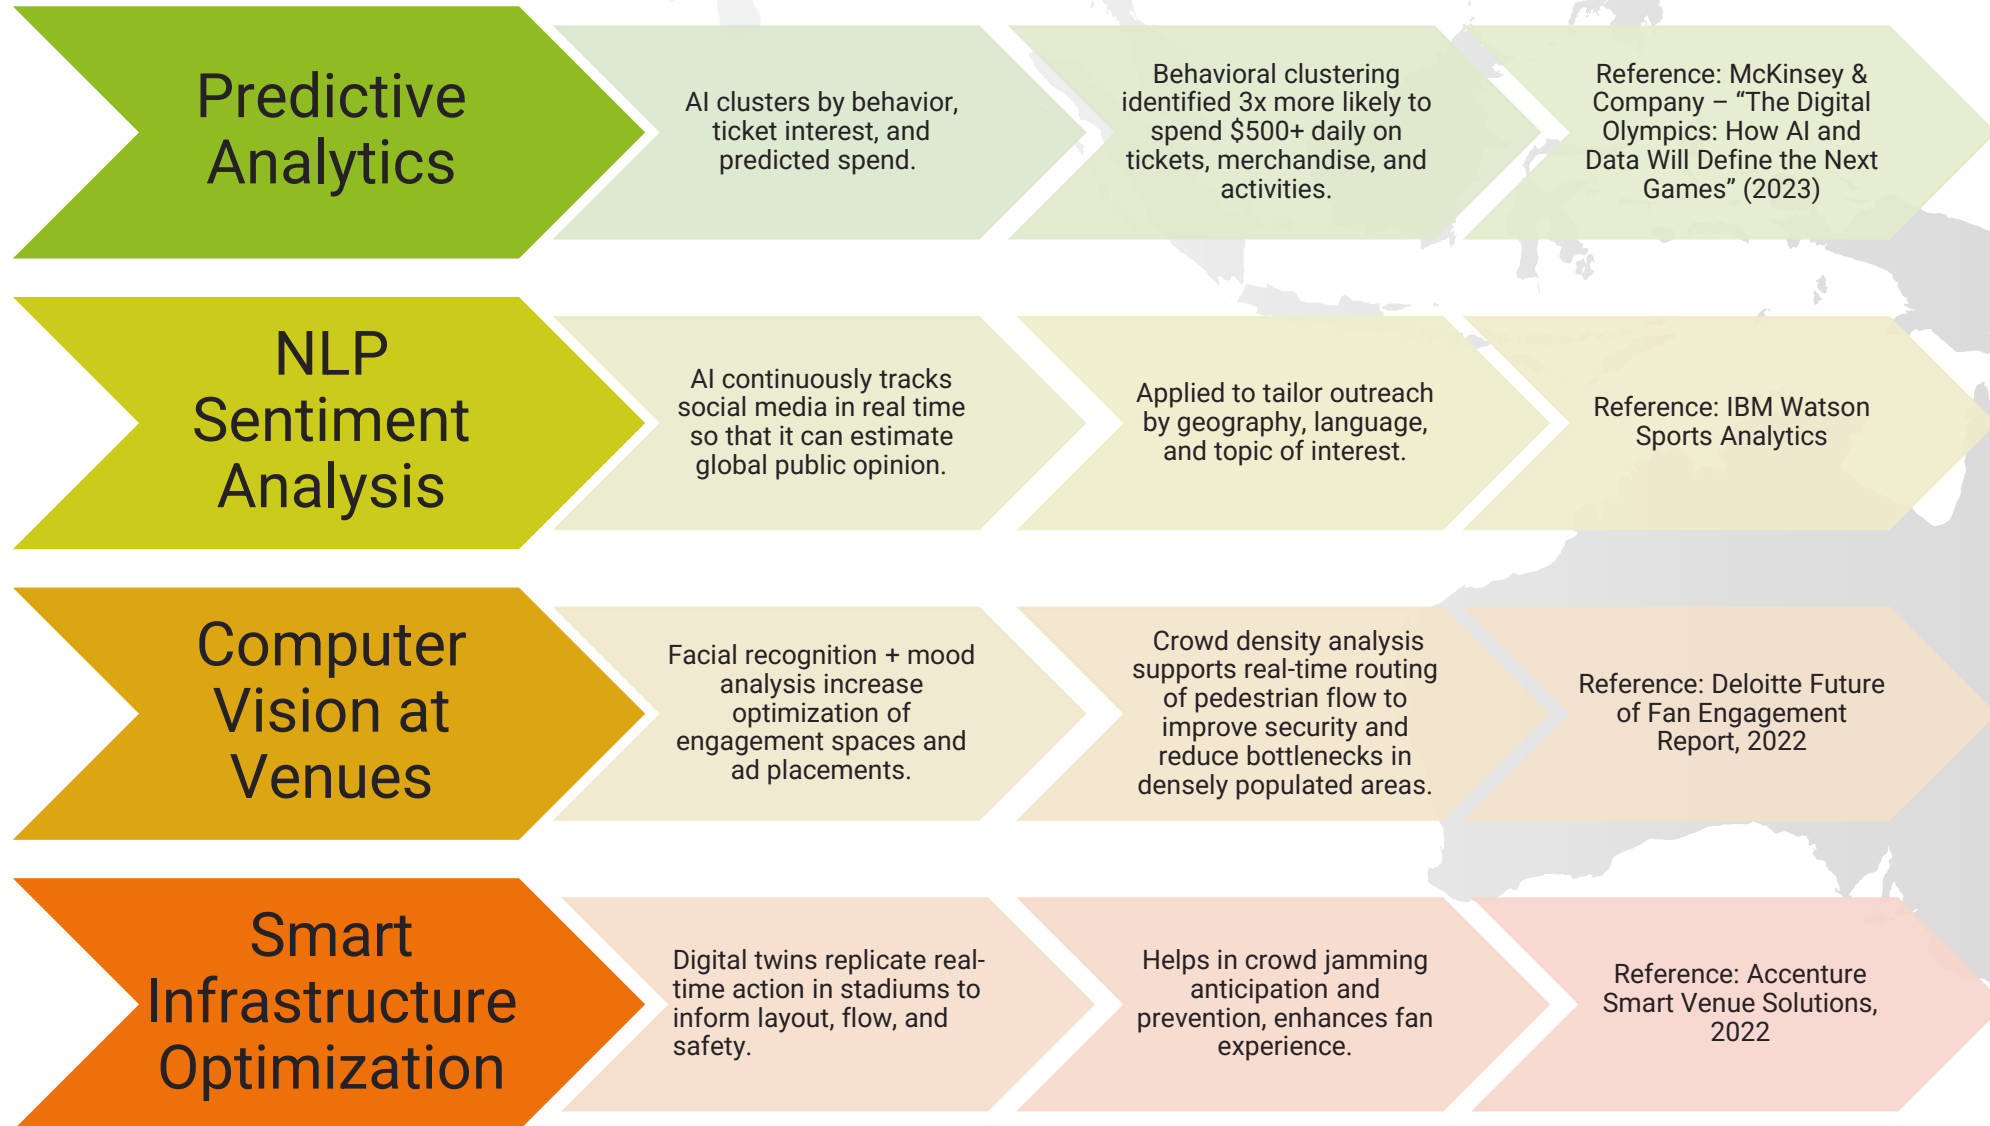 Predictive
Analytics
AI clusters by behavior,
ticket interest, and
predicted spend.
Behavioral clustering
identified 3x more likely to
spend $500+ daily on
tickets, merchandise, and
activities.
Reference: McKinsey &
Company – “The Digital
Olympics: How AI and
Data Will Define the Next
Games” (2023)
NLP
Sentiment
Analysis
AI continuously tracks
social media in real time
so that it can estimate
global public opinion.
Applied to tailor outreach
by geography, language,
and topic of interest.
Reference: IBM Watson
Sports Analytics
Computer
Vision at
Venues
Facial recognition + mood
analysis increase
optimization of
engagement spaces and
ad placements.
Crowd density analysis
supports real-time routing
of pedestrian flow to
improve security and
reduce bottlenecks in
densely populated areas.
Reference: Deloitte Future
of Fan Engagement
Report, 2022
Smart
Infrastructure
Optimization
Digital twins replicate real-
time action in stadiums to
inform layout, flow, and
safety.
Helps in crowd jamming
anticipation and
prevention, enhances fan
experience.
Reference: Accenture
Smart Venue Solutions,
2022